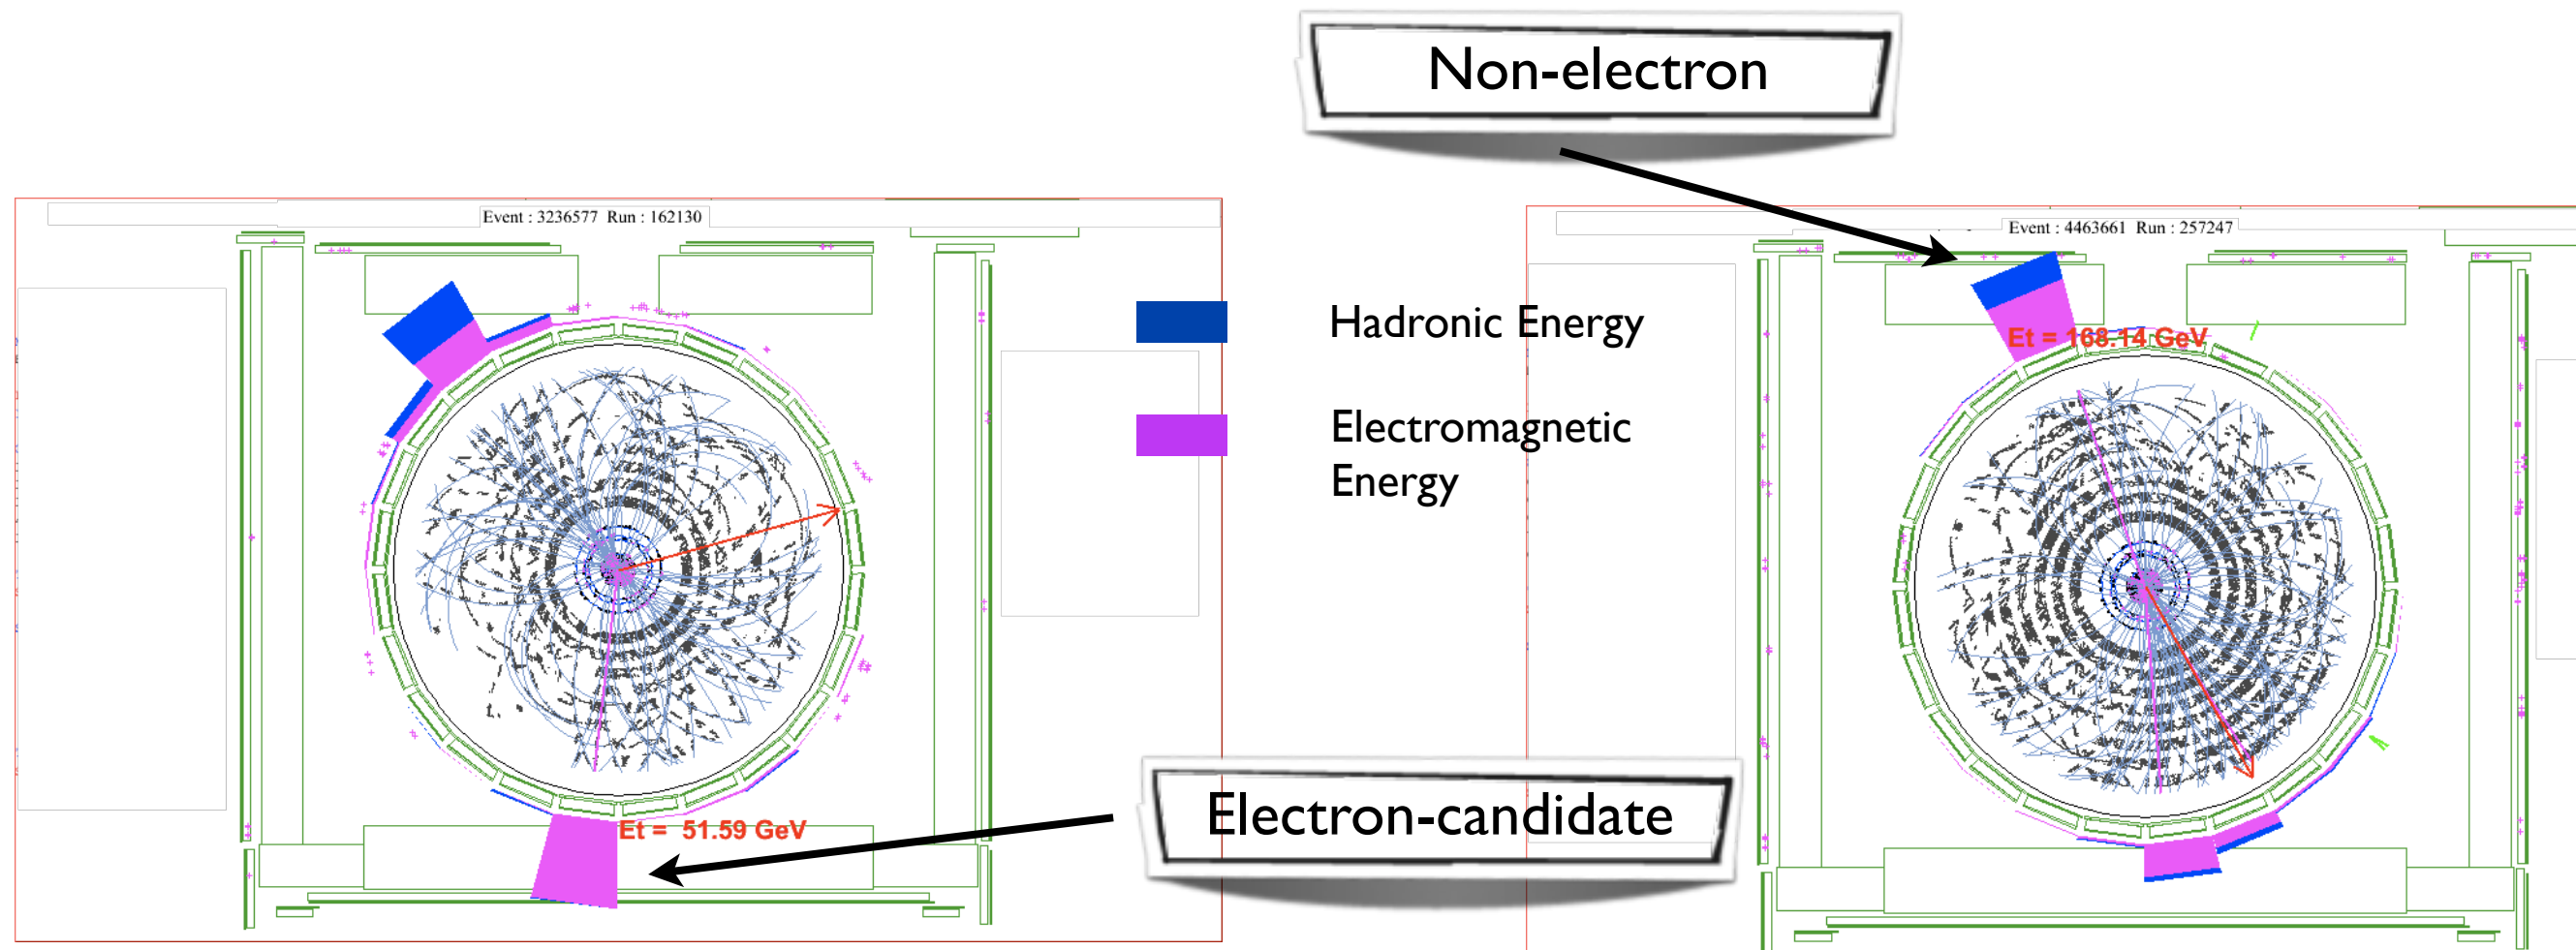 Non-electron
Event : 3236577 Run : 162130
Event : 4463661 Run : 257247
Hadronic Energy
Et = 168.14 GeV
Electromagnetic
Energy
Electron-candidate
Et = 51.59 GeV